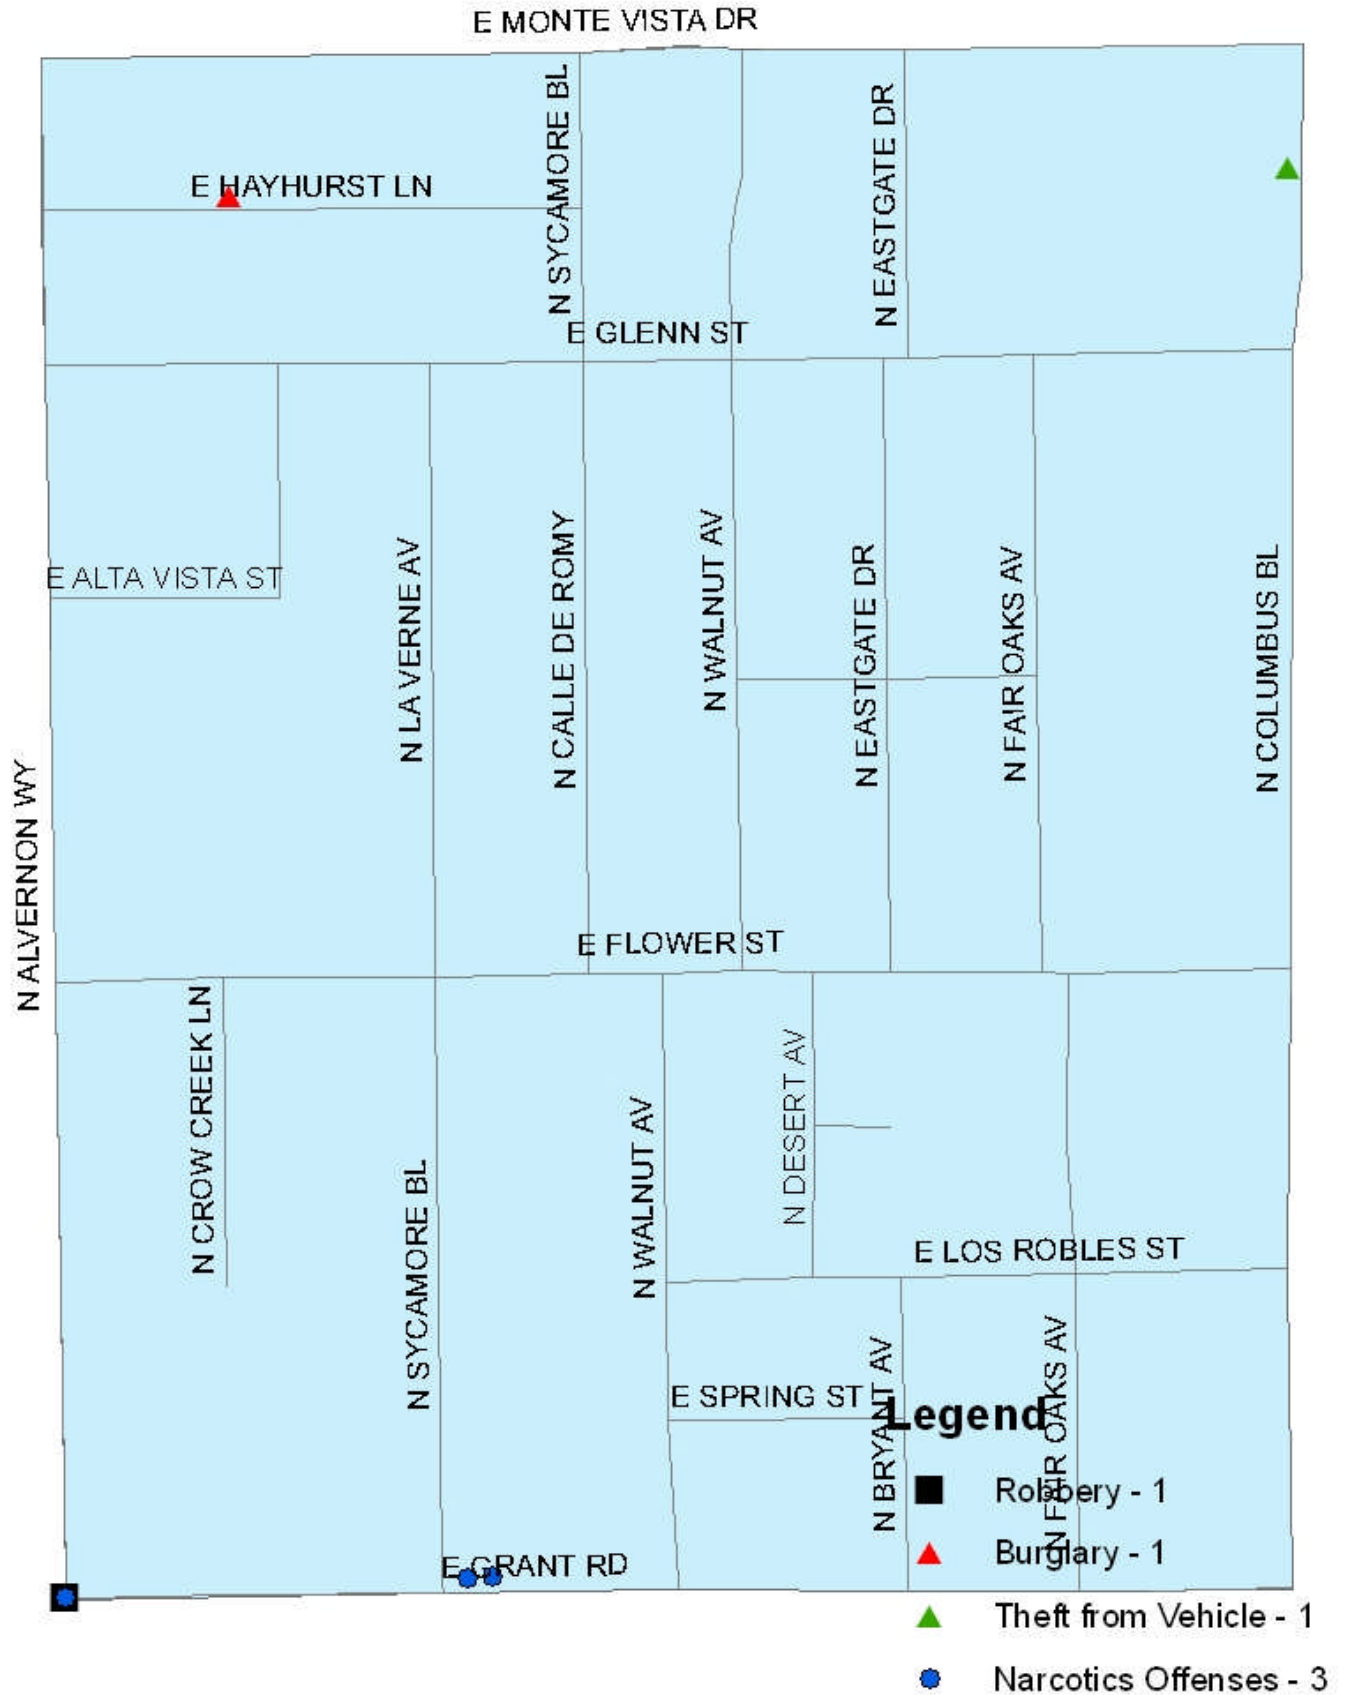 E MONTE VISTA DR
N SYCAMORE BL
N EASTGATE DR
E HAYHURST LN
E GLENN ST
N LA VERNE AV
N CALLE DE ROMY
N WALNUT AV
N EASTGATE DR
N FAIR OAKS AV
N COLUMBUS BL
E ALTA VISTA ST
N ALVERNON WY
E FLOWER ST
N CROW CREEK LN
N DESERT AV
N WALNUT AV
N SYCAMORE BL
E LOS ROBLES ST
N BRYANT AV
N FAIR OAKS AV
E SPRING ST
E GRANT RD
Legend
Robbery - 1
Burglary - 1
Theft from Vehicle - 1
Narcotics Offenses - 3